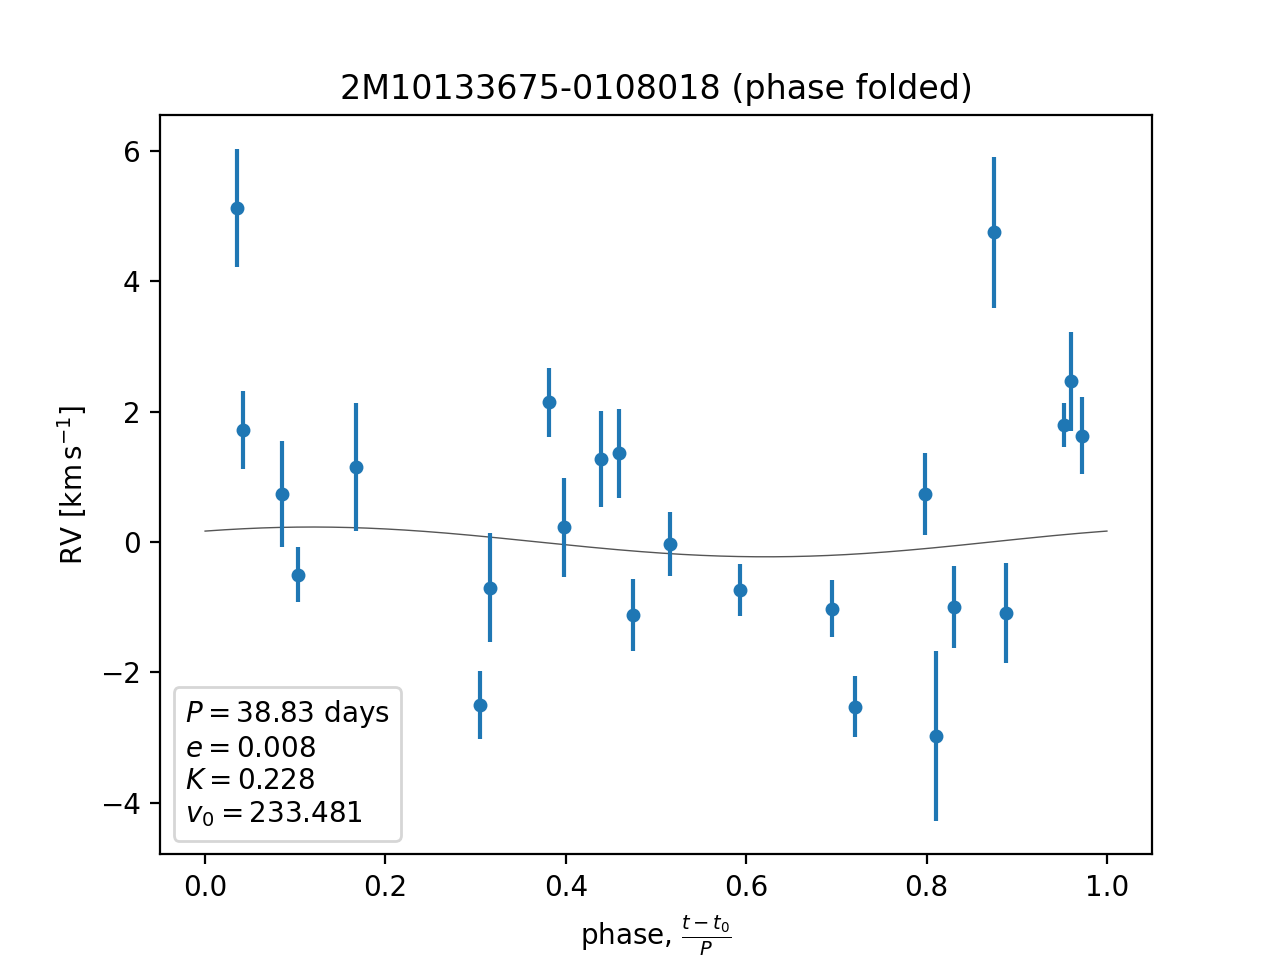 2M10133675-0108018 (phase folded)
RV [km s⁻¹]
6
4
2
0
−2
−4
P = 38.83 days
e = 0.008
K = 0.228
v₀ = 233.481
0.0 0.2 0.4 0.6 0.8 1.0
phase, (t − t₀)/P